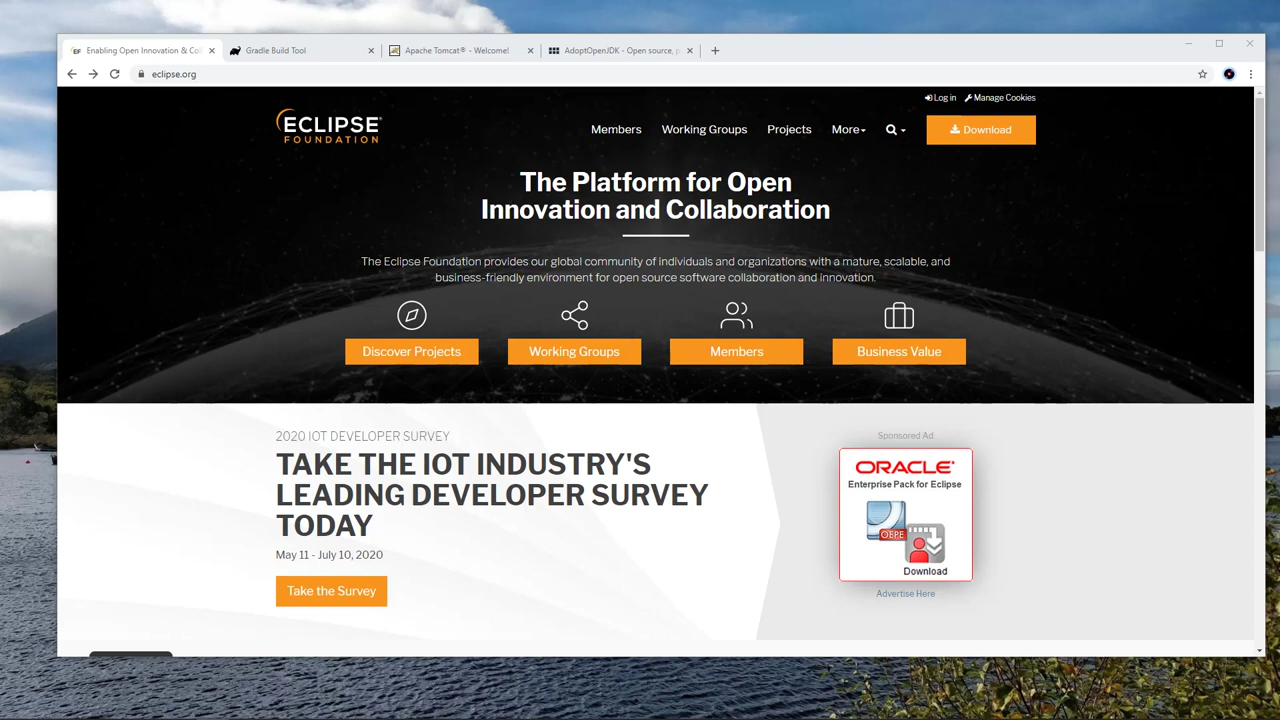 Enabling Open Innovation & Col
Gradle Build Tool
Apache Tomcat® - Welcome!
AdoptOpenJDK - Open source, p
eclipse.org
Log in
Manage Cookies
ECLIPSE®
FOUNDATION
Members
Working Groups
Projects
More
Download
The Platform for Open
Innovation and Collaboration
The Eclipse Foundation provides our global community of individuals and organizations with a mature, scalable, and
business-friendly environment for open source software collaboration and innovation.
Discover Projects
Working Groups
Members
Business Value
2020 IOT DEVELOPER SURVEY
TAKE THE IOT INDUSTRY'S
LEADING DEVELOPER SURVEY
TODAY
May 11 - July 10, 2020
Take the Survey
Sponsored Ad
ORACLE®
Enterprise Pack for Eclipse
OEPE
Download
Advertise Here